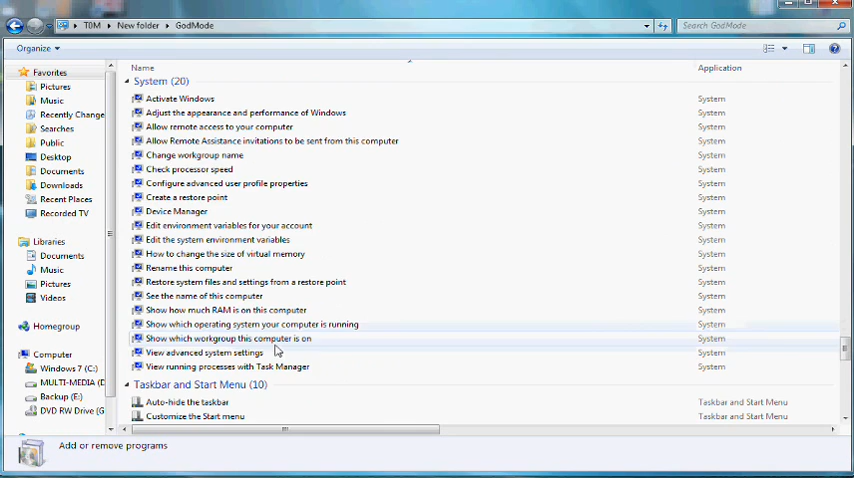 T0M New folder GodMode Search GodMode
Organize
Name Application
Favorites
Pictures
Music
Recently Change
Searches
Public
Desktop
Documents
Downloads
Recent Places
Recorded TV
Libraries
Documents
Music
Pictures
Videos
Homegroup
Computer
Windows 7 (C:)
MULTI-MEDIA (D
Backup (E:)
DVD RW Drive (G
System (20)
Activate Windows System
Adjust the appearance and performance of Windows System
Allow remote access to your computer System
Allow Remote Assistance invitations to be sent from this computer System
Change workgroup name System
Check processor speed System
Configure advanced user profile properties System
Create a restore point System
Device Manager System
Edit environment variables for your account System
Edit the system environment variables System
How to change the size of virtual memory System
Rename this computer System
Restore system files and settings from a restore point System
See the name of this computer System
Show how much RAM is on this computer System
Show which operating system your computer is running System
Show which workgroup this computer is on System
View advanced system settings System
View running processes with Task Manager System
Taskbar and Start Menu (10)
Auto-hide the taskbar Taskbar and Start Menu
Customize the Start menu Taskbar and Start Menu
Add or remove programs